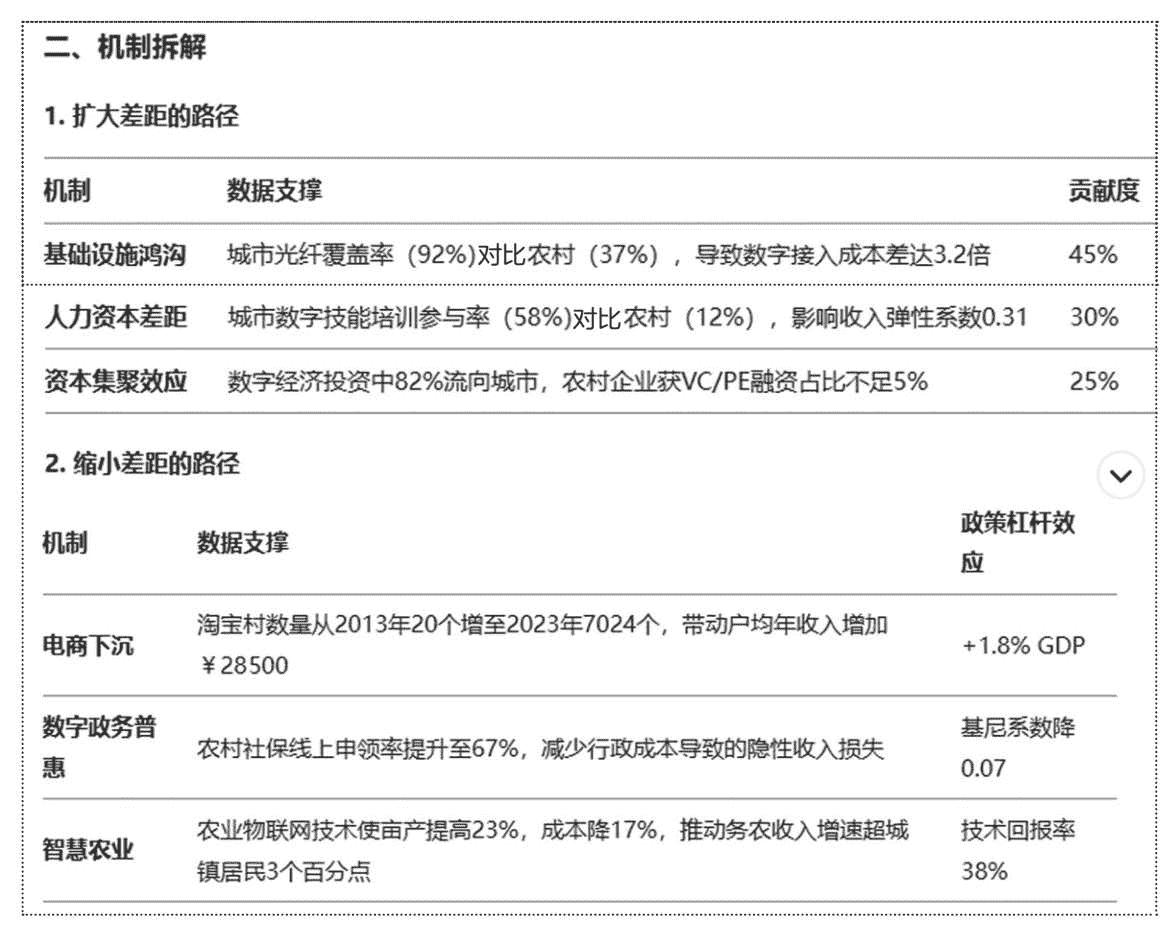 二、机制拆解
1. 扩大差距的路径
机制 数据支撑 贡献度
基础设施鸿沟 城市光纤覆盖率（92%)对比农村（37%），导致数字接入成本差达3.2倍 45%
人力资本差距 城市数字技能培训参与率（58%)对比农村（12%），影响收入弹性系数0.31 30%
资本集聚效应 数字经济投资中82%流向城市，农村企业获VC/PE融资占比不足5% 25%
2. 缩小差距的路径
机制 数据支撑 政策杠杆效
应
电商下沉 淘宝村数量从2013年20个增至2023年7024个，带动户均年收入增加
￥28500
+1.8% GDP
数字政务普
惠
农村社保线上申领率提升至67%，减少行政成本导致的隐性收入损失
基尼系数降
0.07
智慧农业
农业物联网技术使亩产提高23%，成本降17%，推动务农收入增速超城
镇居民3个百分点
技术回报率
38%